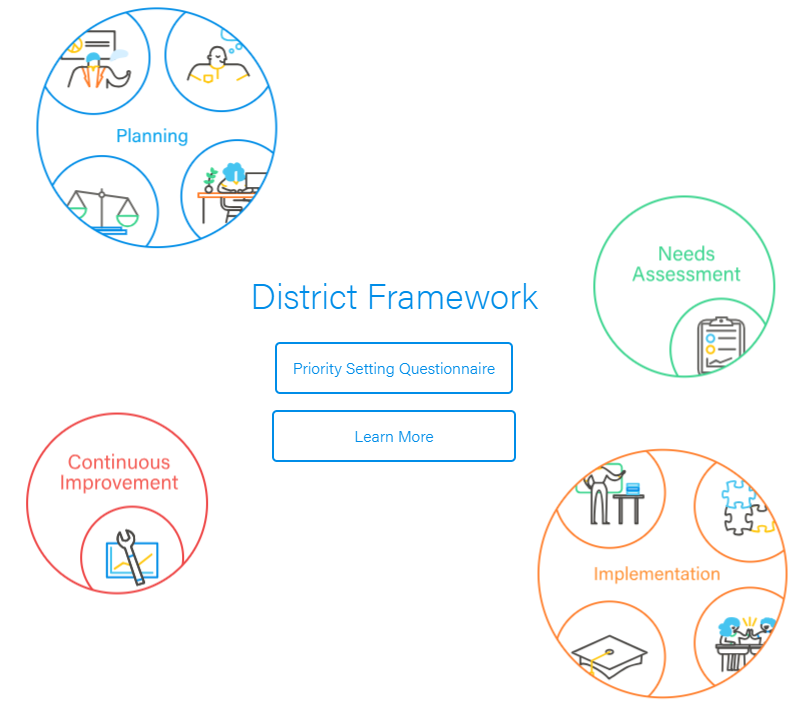 Planning
Needs
Assessment
District Framework
Priority Setting Questionnaire
Learn More
Continuous
Improvement
Implementation